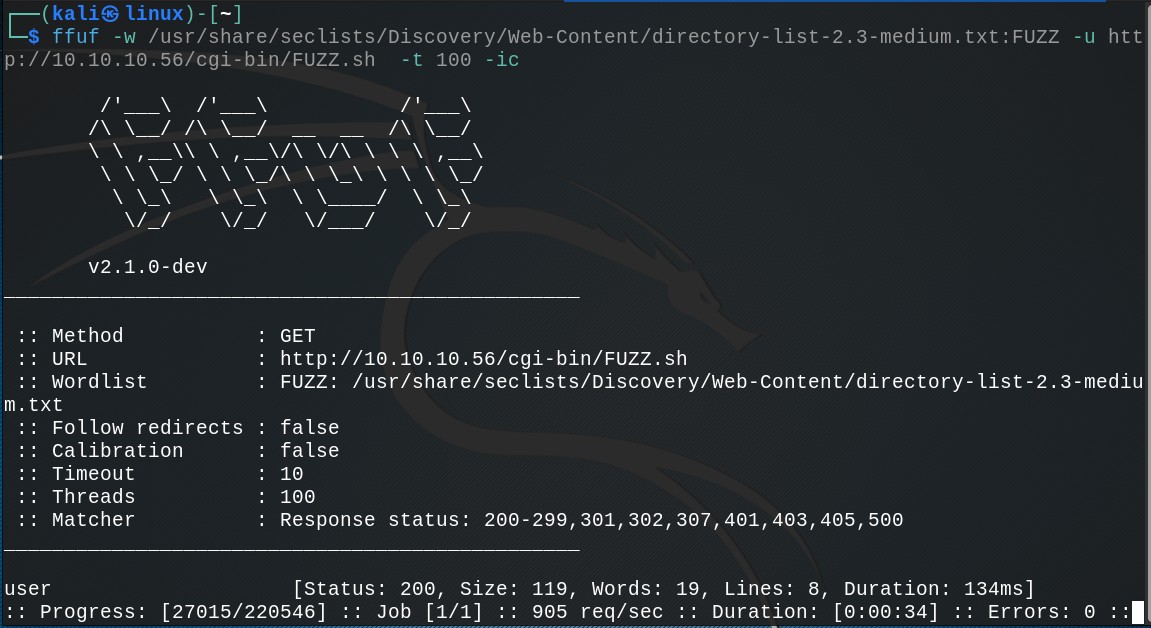 ┌──(kali㉿linux)-[~]
└─$ ffuf -w /usr/share/seclists/Discovery/Web-Content/directory-list-2.3-medium.txt:FUZZ -u htt
p://10.10.10.56/cgi-bin/FUZZ.sh  -t 100 -ic

        /'___\  /'___\           /'___\
       /\ \__/ /\ \__/  __  __  /\ \__/
       \ \ ,__\\ \ ,__\/\ \/\ \ \ \ ,__\
        \ \ \_/ \ \ \_/\ \ \_\ \ \ \ \_/
         \ \_\   \ \_\  \ \____/  \ \_\
          \/_/    \/_/   \/___/    \/_/

       v2.1.0-dev
________________________________________________

 :: Method           : GET
 :: URL              : http://10.10.10.56/cgi-bin/FUZZ.sh
 :: Wordlist         : FUZZ: /usr/share/seclists/Discovery/Web-Content/directory-list-2.3-mediu
m.txt
 :: Follow redirects : false
 :: Calibration      : false
 :: Timeout          : 10
 :: Threads          : 100
 :: Matcher          : Response status: 200-299,301,302,307,401,403,405,500
________________________________________________

user                    [Status: 200, Size: 119, Words: 19, Lines: 8, Duration: 134ms]
:: Progress: [27015/220546] :: Job [1/1] :: 905 req/sec :: Duration: [0:00:34] :: Errors: 0 ::